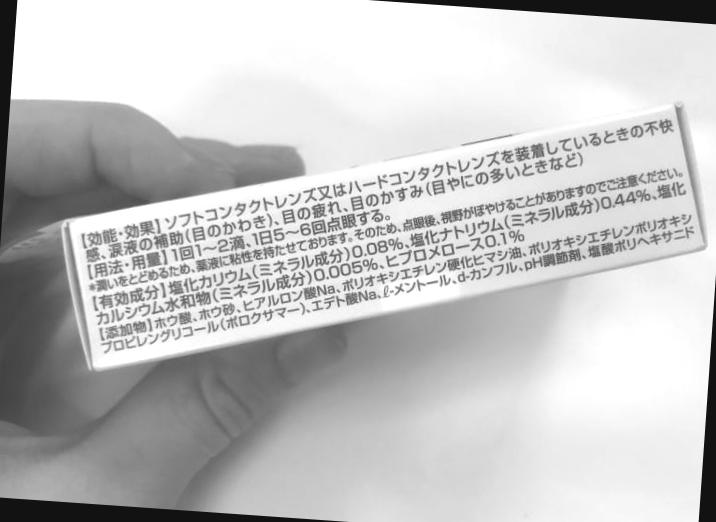 【効能・効果】ソフトコンタクトレンズ又はハードコンタクトレンズを装着しているときの不快
感、涙液の補助(目のかわき)、目の疲れ、目のかすみ(目やにの多いときなど)
【用法・用量】1回1~2滴、1日5~6回点眼する。
*潤いをとどめるため、薬液に粘性を持たせております。そのため、点眼後、視野がぼやけることがありますのでご注意ください。
【有効成分】塩化カリウム(ミネラル成分)0.08%、塩化ナトリウム(ミネラル成分)0.44%、塩化
カルシウム水和物(ミネラル成分)0.005%、ヒプロメロース0.1%
【添加物】ホウ酸、ホウ砂、ヒアルロン酸Na、ポリオキシエチレン硬化ヒマシ油、ポリオキシエチレンポリオキシ
プロピレングリコール(ポロクサマー)、エデト酸Na、ℓ-メントール、d-カンフル、pH調節剤、塩酸ポリヘキサニド